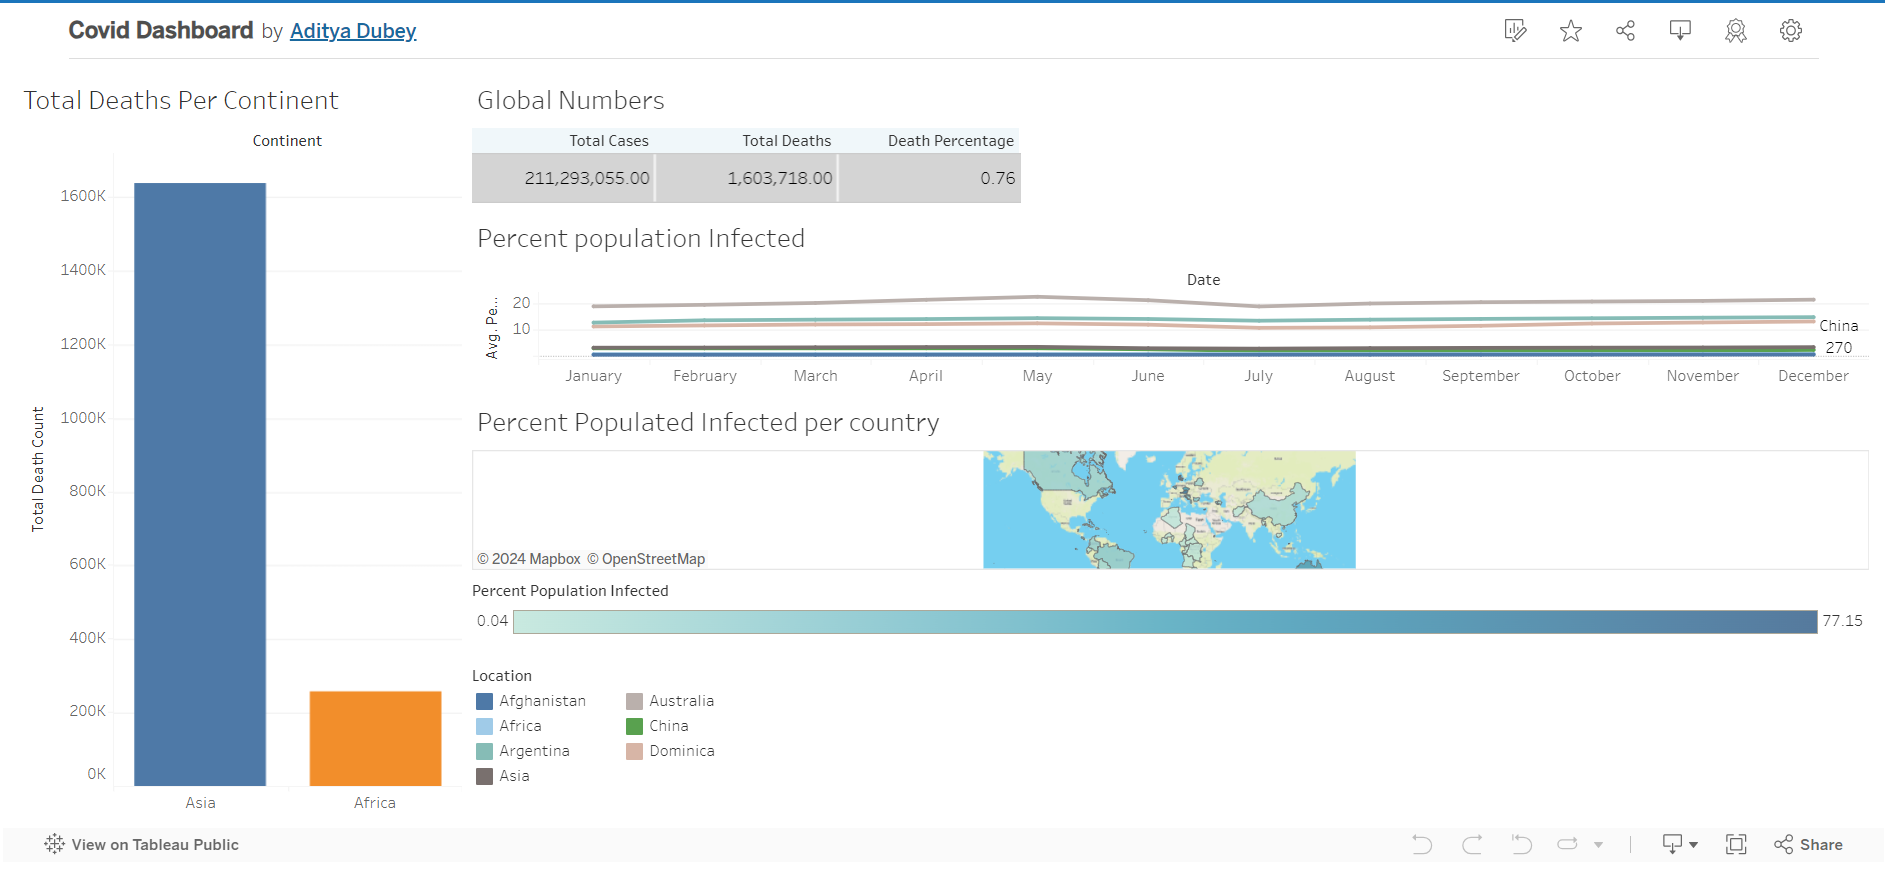 Covid Dashboard by Aditya Dubey
Total Deaths Per Continent
Continent
Total Death Count
1600K
1400K
1200K
1000K
800K
600K
400K
200K
0K
Asia Africa
Global Numbers
Total Cases Total Deaths Death Percentage
211,293,055.00 1,603,718.00 0.76
Percent population Infected
Date
Avg. Pe...
20
10
China
270
January February March April May June July August September October November December
Percent Populated Infected per country
© 2024 Mapbox © OpenStreetMap
Percent Population Infected
0.04 77.15
Location
Afghanistan Australia
Africa China
Argentina Dominica
Asia
View on Tableau Public
Share